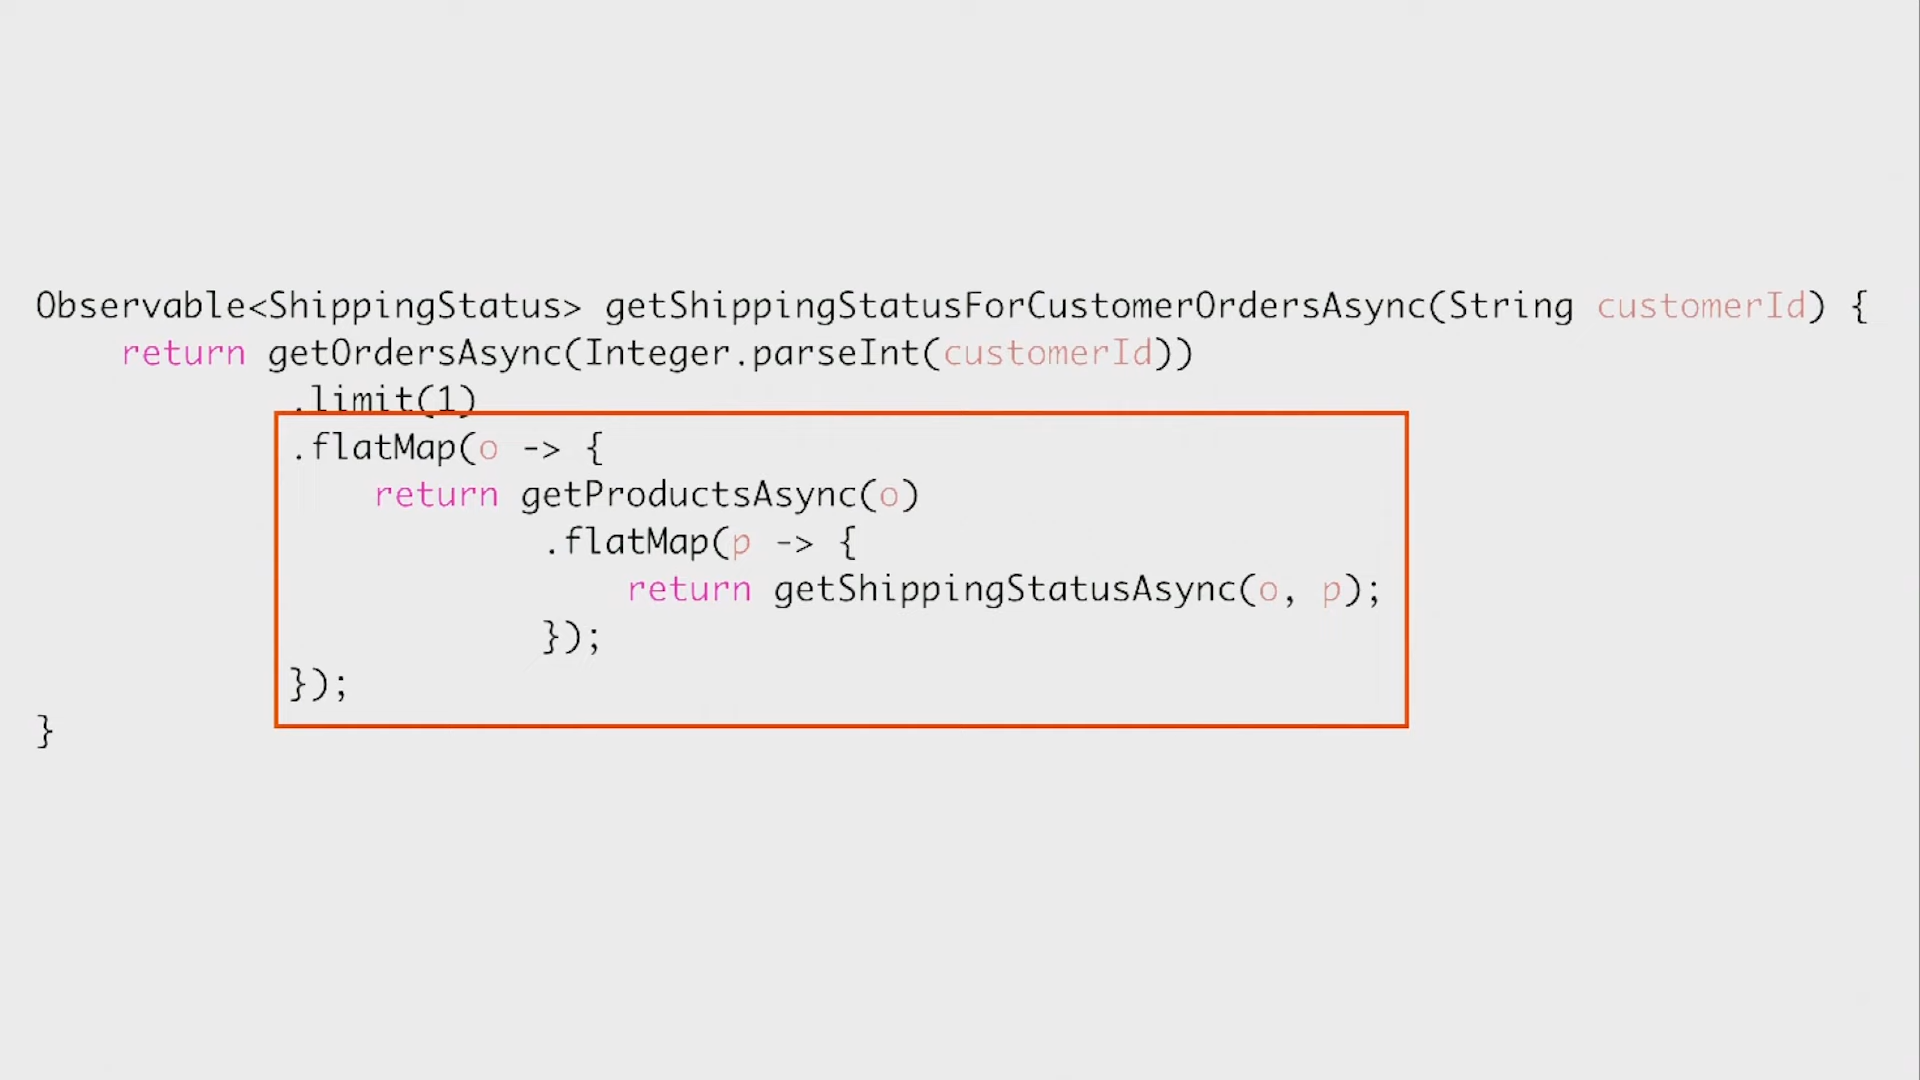 Observable<ShippingStatus> getShippingStatusForCustomerOrdersAsync(String customerId) {
return getOrdersAsync(Integer.parseInt(customerId))
.limit(1)
.flatMap(o -> {
return getProductsAsync(o)
.flatMap(p -> {
return getShippingStatusAsync(o, p);
});
});
}